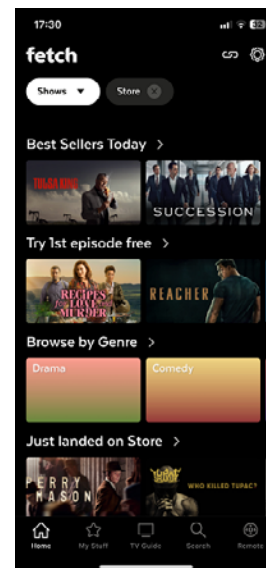 17:30
83
fetch
Shows
Store
Best Sellers Today >
TULSA KING
SUCCESSION
Try 1st episode free >
RECIPES
for LOVE and
MURDER
REACHER
Browse by Genre >
Drama
Comedy
Just landed on Store >
PERRY
MASON
WHO KILLED TUPAC?
Home
My Stuff
TV Guide
Search
Remote